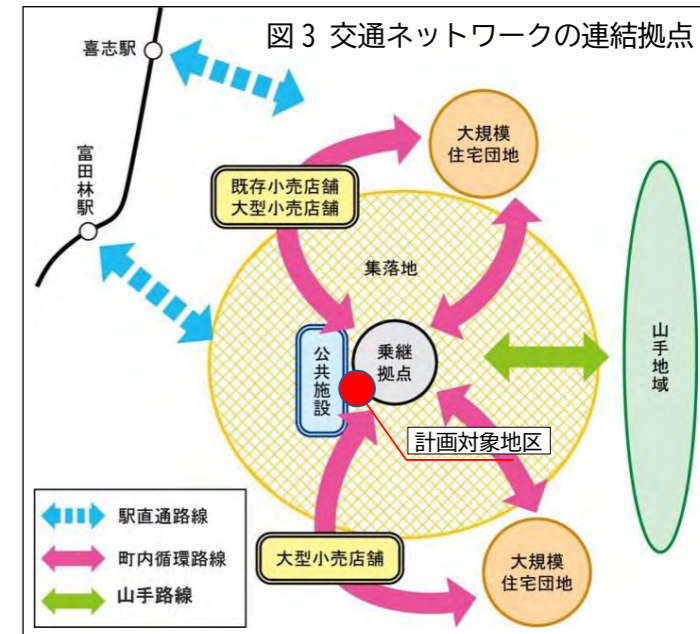 図3 交通ネットワークの連結拠点
喜志駅
富田林駅
大規模
住宅団地
既存小売店舗
大型小売店舗
集落地
公共施設
乗継
拠点
山手地域
計画対象地区
駅直通路線
町内循環路線
山手路線
大型小売店舗
大規模
住宅団地